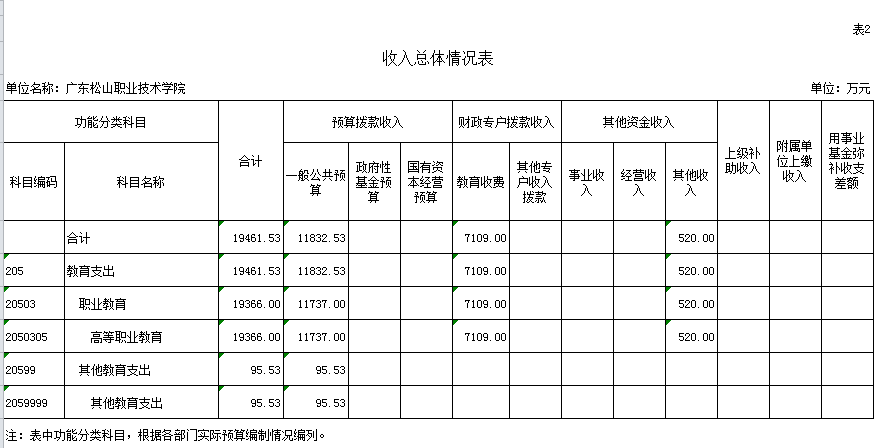 表2
收入总体情况表
单位名称：广东松山职业技术学院 单位：万元
功能分类科目 合计 预算拨款收入 财政专户拨款收入 其他资金收入 上级补助收入 附属单位上缴收入 用事业基金弥补收支差额
科目编码 科目名称 一般公共预算 政府性基金预算 国有资本经营预算 教育收费 其他专户收入拨款 事业收入 经营收入 其他收入
合计 19461.53 11832.53 7109.00 520.00
205 教育支出 19461.53 11832.53 7109.00 520.00
20503 职业教育 19366.00 11737.00 7109.00 520.00
2050305 高等职业教育 19366.00 11737.00 7109.00 520.00
20599 其他教育支出 95.53 95.53
2059999 其他教育支出 95.53 95.53
注：表中功能分类科目，根据各部门实际预算编制情况编列。